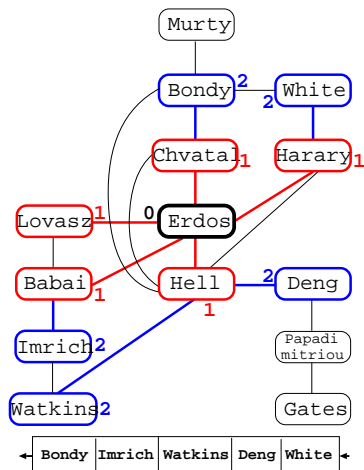 Murty
Bondy 2 2 White
Chvatal 1 Harary 1
Lovasz 1 0 Erdos
Babai 1 Hell 1 2 Deng
Imrich 2 Papadi
mitriou
Watkins 2 Gates
Bondy Imrich Watkins Deng White